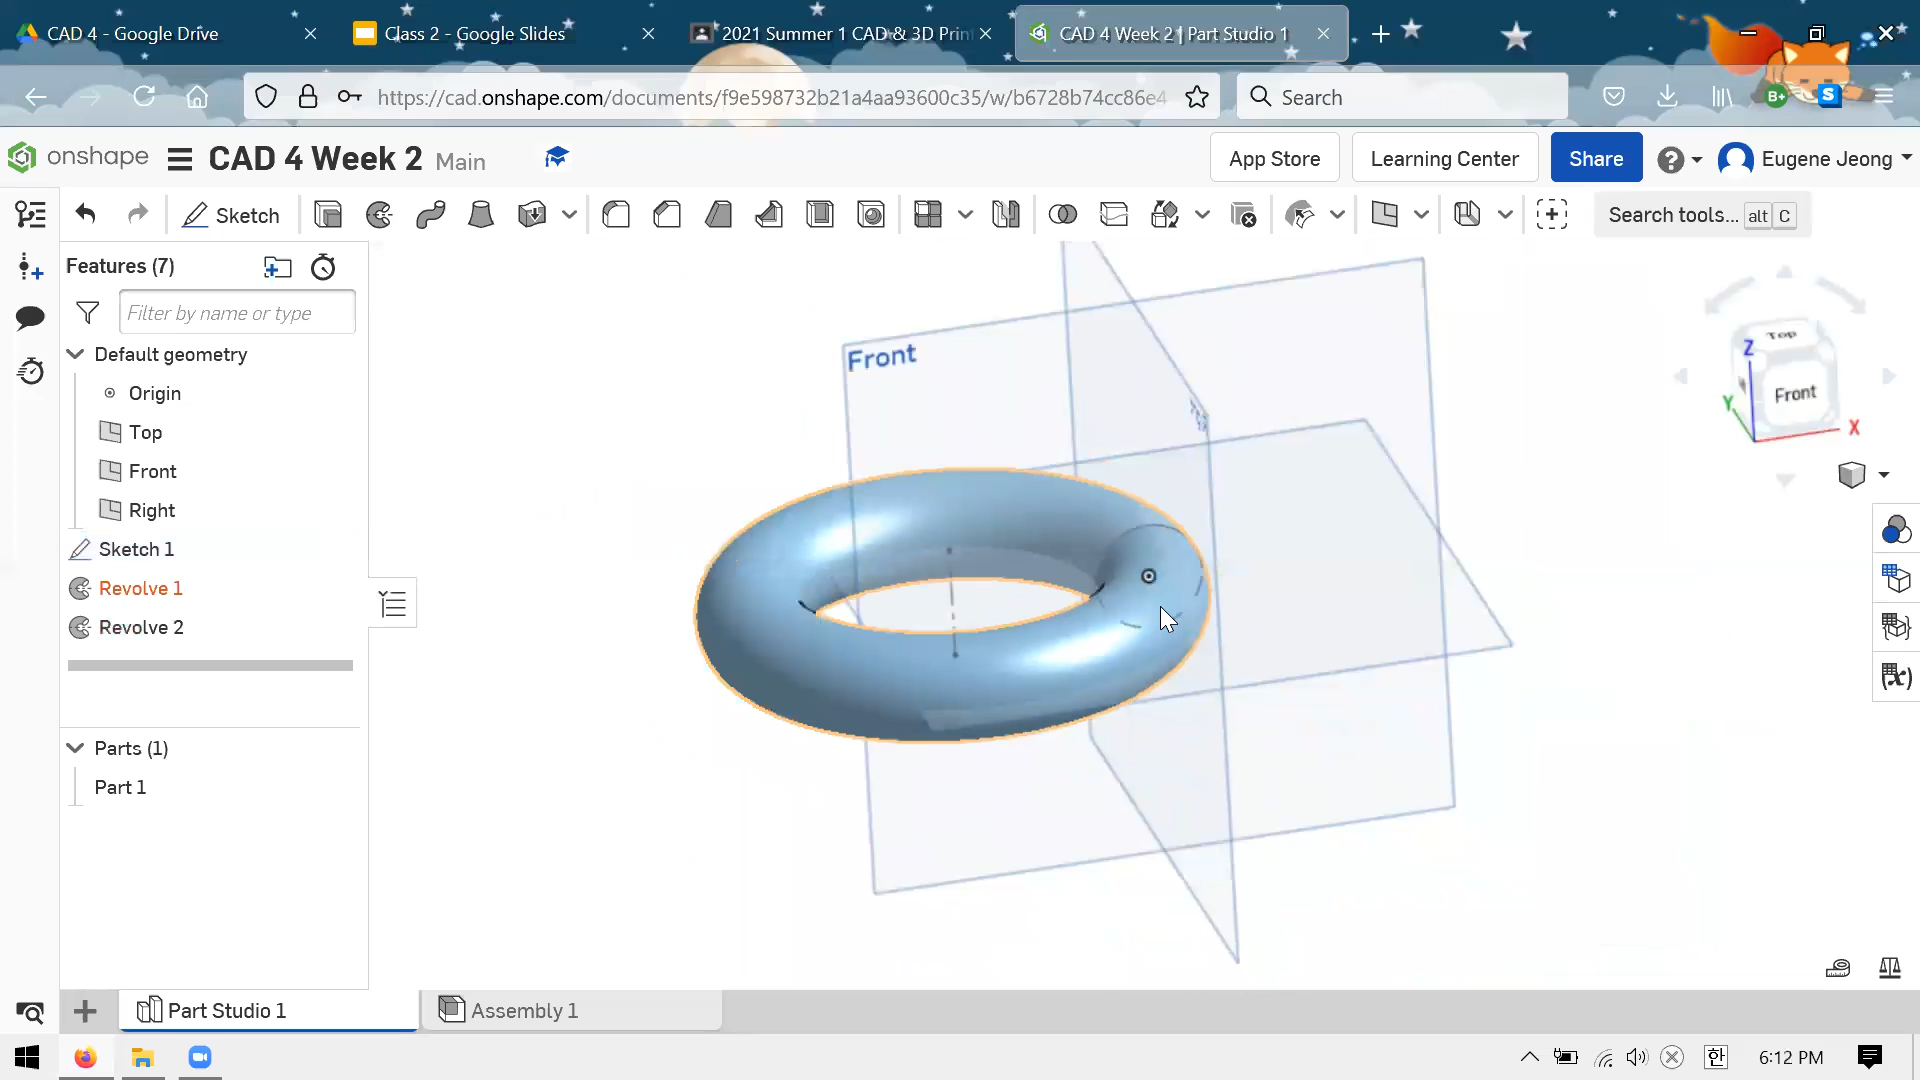 CAD 4 - Google Drive
Class 2 - Google Slides
2021 Summer 1 CAD & 3D Prin
CAD 4 Week 2 | Part Studio 1
https://cad.onshape.com/documents/f9e598732b21a4aa93600c35/w/b6728b74cc86e4
Search
B+
S
onshape
CAD 4 Week 2 Main
App Store
Learning Center
Share
Eugene Jeong
Sketch
Search tools... alt C
Features (7)
Filter by name or type
Default geometry
Origin
Top
Front
Right
Sketch 1
Revolve 1
Revolve 2
Parts (1)
Part 1
Front
Top
Z
Front
Y
X
(x)
Part Studio 1
Assembly 1
한
6:12 PM